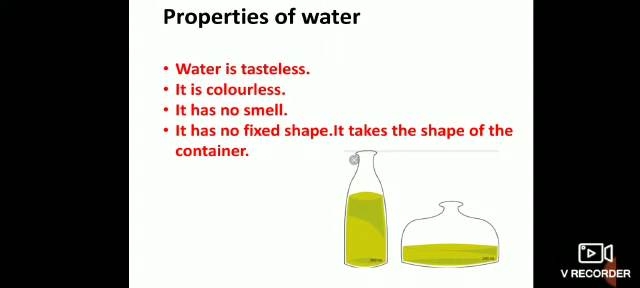 Properties of water
• Water is tasteless.
• It is colourless.
• It has no smell.
• It has no fixed shape.It takes the shape of the
container.
V RECORDER